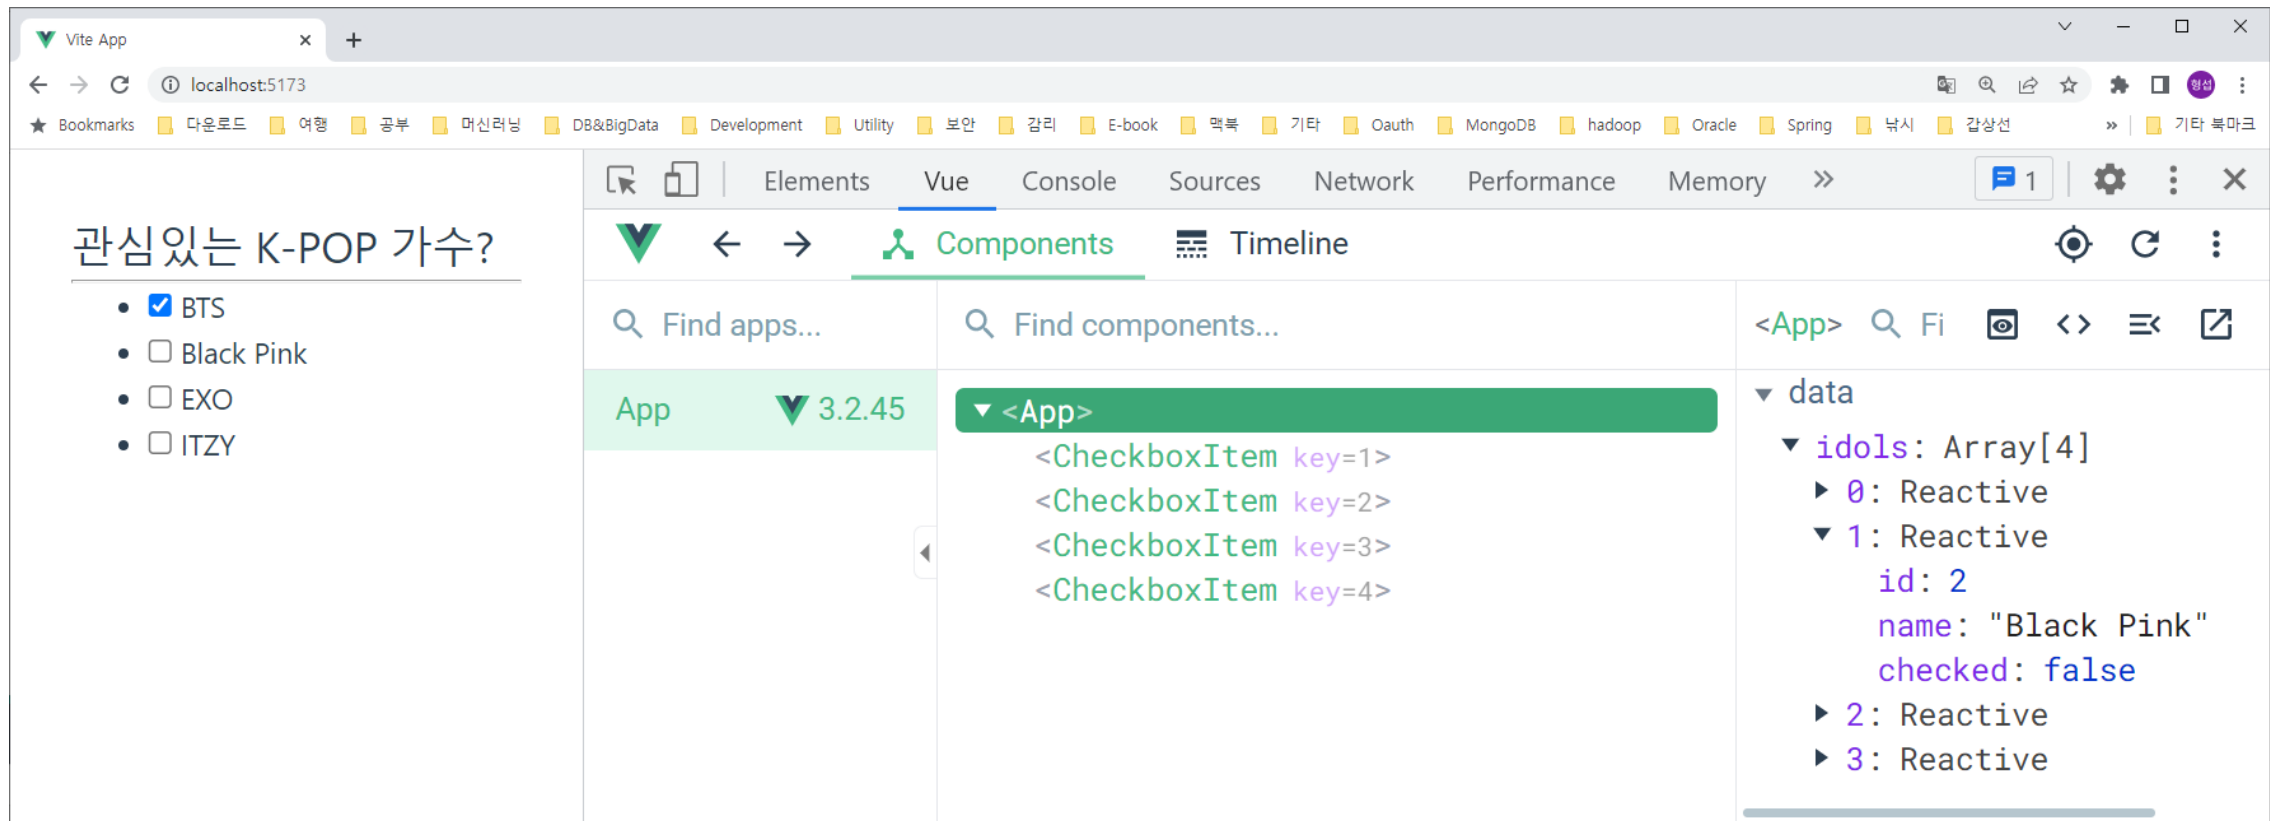 Vite App
localhost:5173
형섭
Bookmarks 다운로드 여행 공부 머신러닝 DB&BigData Development Utility 보안 감리 E-book 맥북 기타 Oauth MongoDB hadoop Oracle Spring 낚시 갑상선 » 기타 북마크
관심있는 K-POP 가수?
BTS
Black Pink
EXO
ITZY
Elements Vue Console Sources Network Performance Memory » 1
Components Timeline
Find apps... Find components... <App> Fi
App 3.2.45
<App>
<CheckboxItem key=1>
<CheckboxItem key=2>
<CheckboxItem key=3>
<CheckboxItem key=4>
data
idols: Array[4]
0: Reactive
1: Reactive
id: 2
name: "Black Pink"
checked: false
2: Reactive
3: Reactive